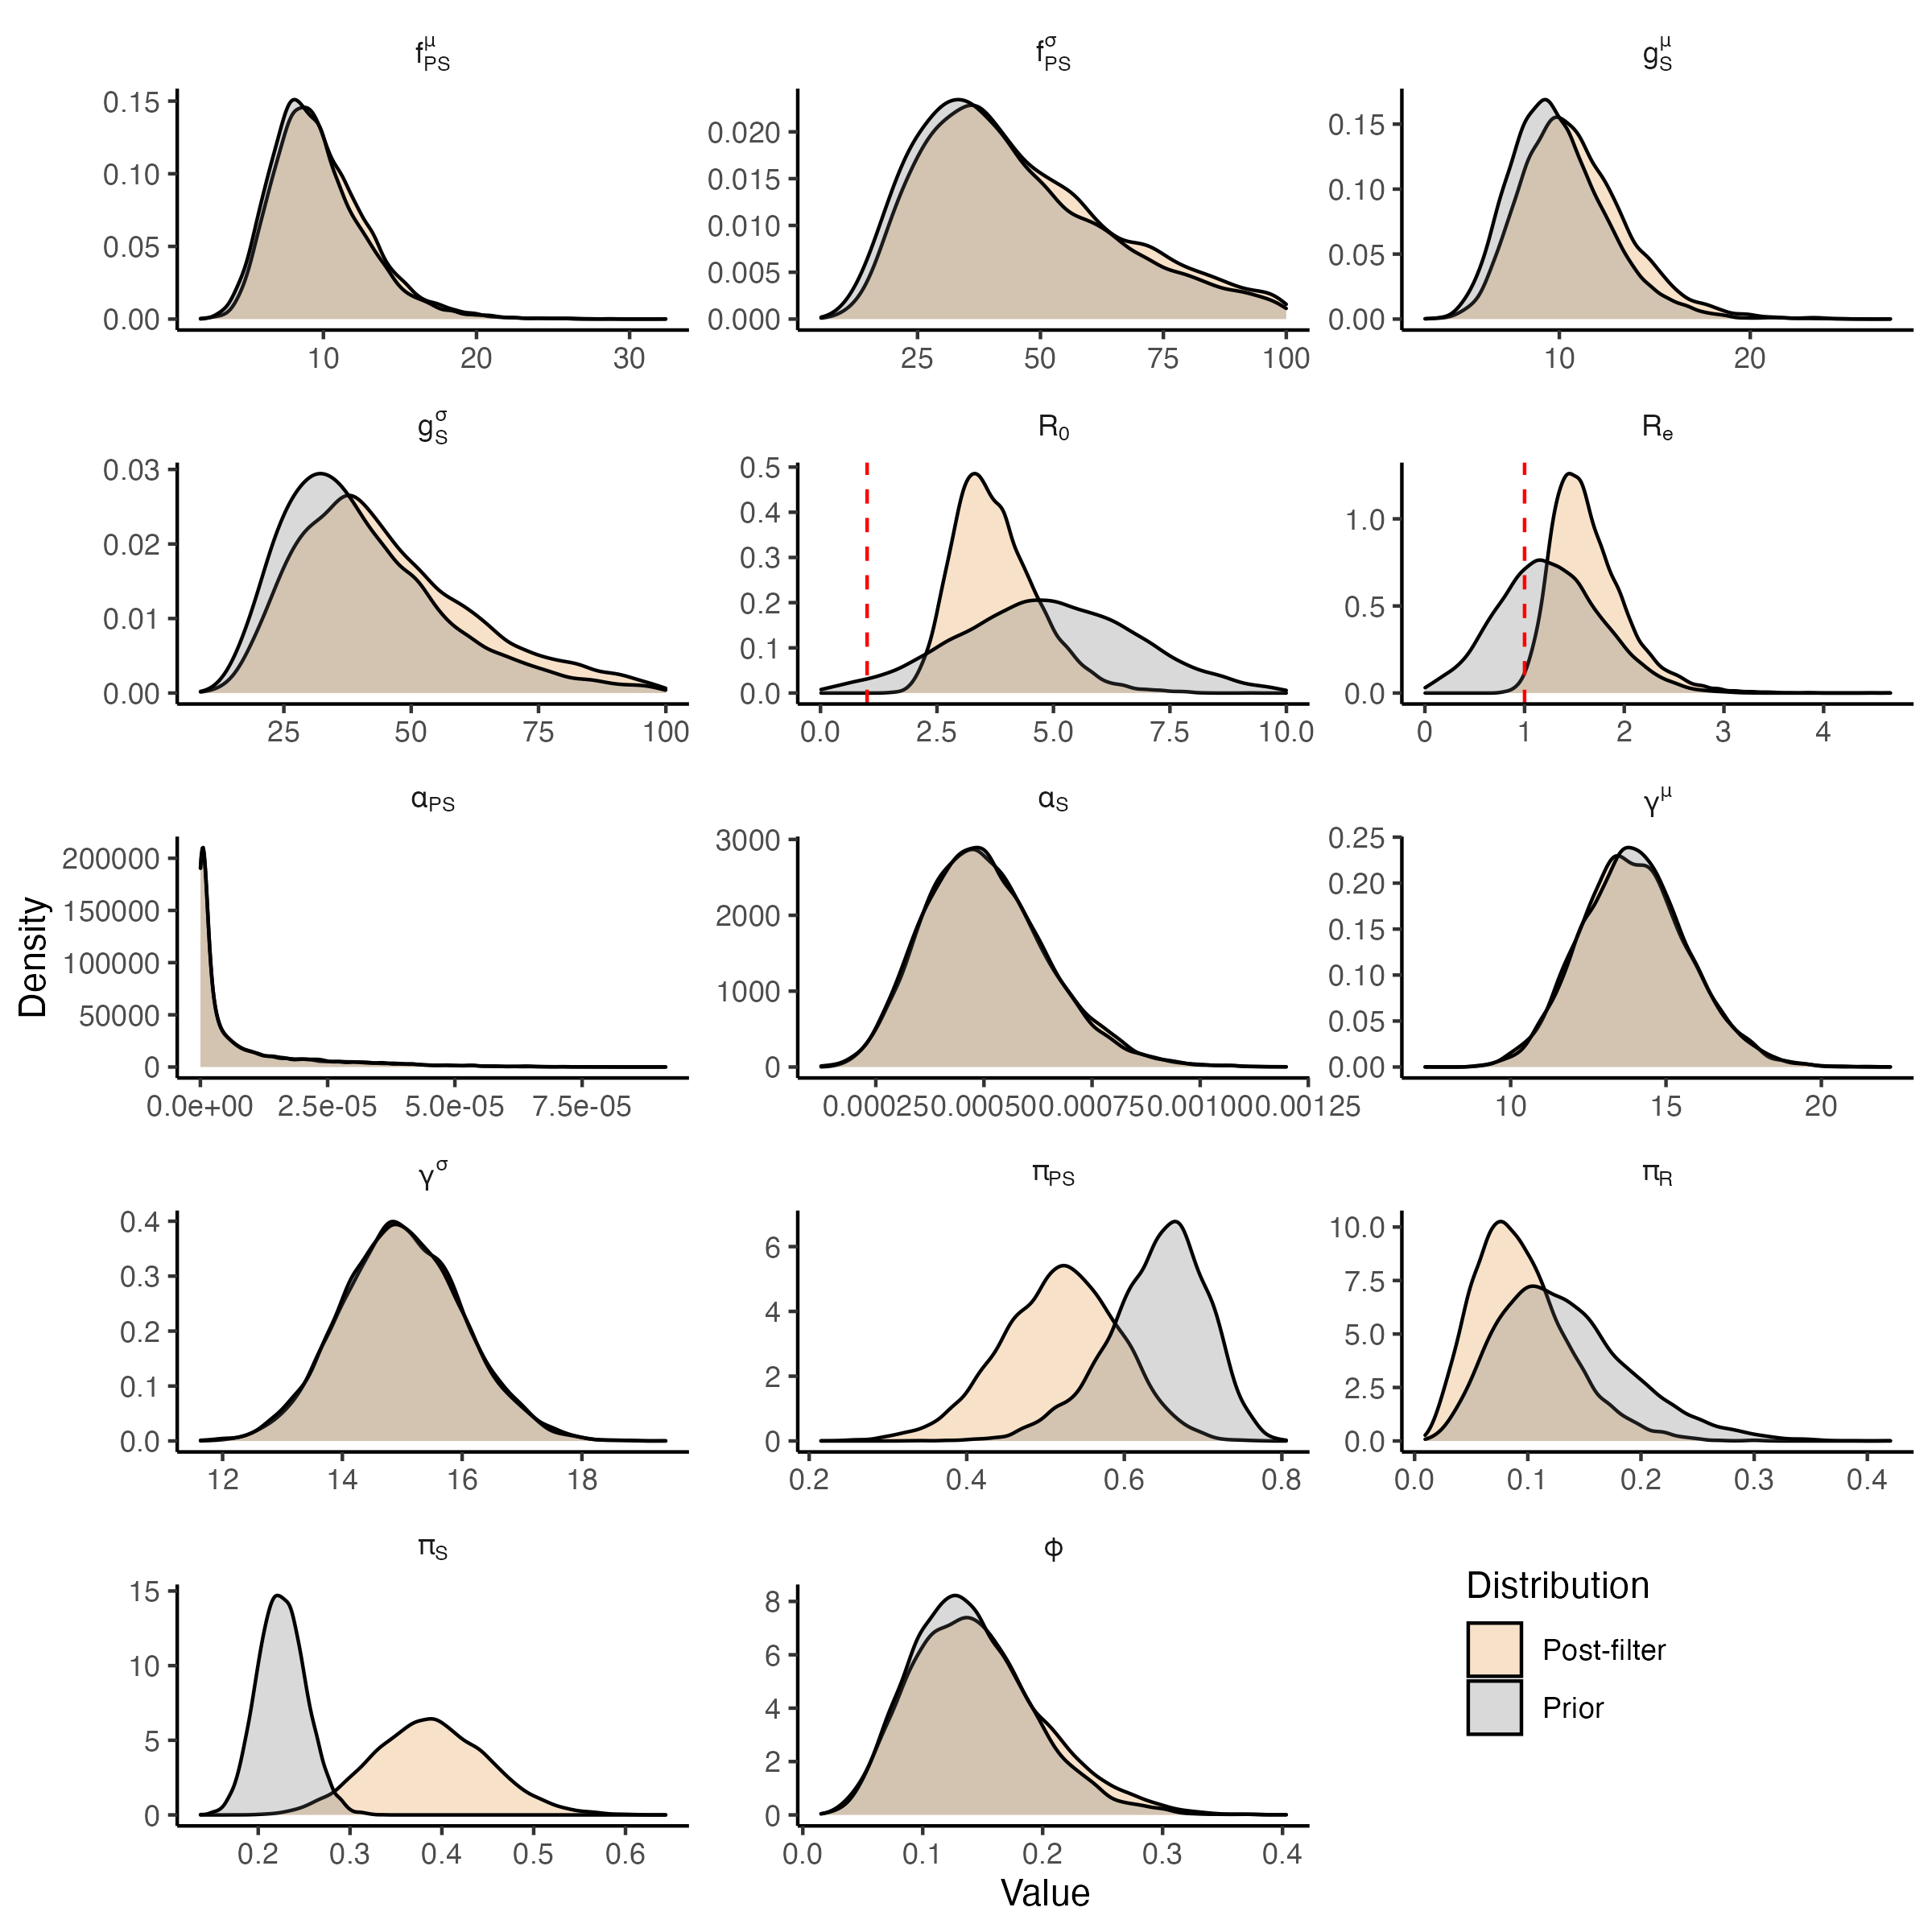 f^μ_PS
f^σ_PS
g^μ_S
0.15
0.10
0.05
0.00
10 20 30
0.020
0.015
0.010
0.005
0.000
25 50 75 100
0.15
0.10
0.05
0.00
10 20
g^σ_S
R_0
R_e
0.03
0.02
0.01
0.00
25 50 75 100
0.5
0.4
0.3
0.2
0.1
0.0
0.0 2.5 5.0 7.5 10.0
1.0
0.5
0.0
0 1 2 3 4
α_PS
α_S
γ^μ
200000
150000
100000
50000
0
0.0e+00 2.5e-05 5.0e-05 7.5e-05
3000
2000
1000
0
0.00025 0.00050 0.00075 0.00100 0.00125
0.25
0.20
0.15
0.10
0.05
0.00
10 15 20
γ^σ
π_PS
π_R
0.4
0.3
0.2
0.1
0.0
12 14 16 18
6
4
2
0
0.2 0.4 0.6 0.8
10.0
7.5
5.0
2.5
0.0
0.0 0.1 0.2 0.3 0.4
π_S
ϕ
15
10
5
0
0.2 0.3 0.4 0.5 0.6
8
6
4
2
0
0.0 0.1 0.2 0.3 0.4
Density
Value
Distribution
Post-filter
Prior